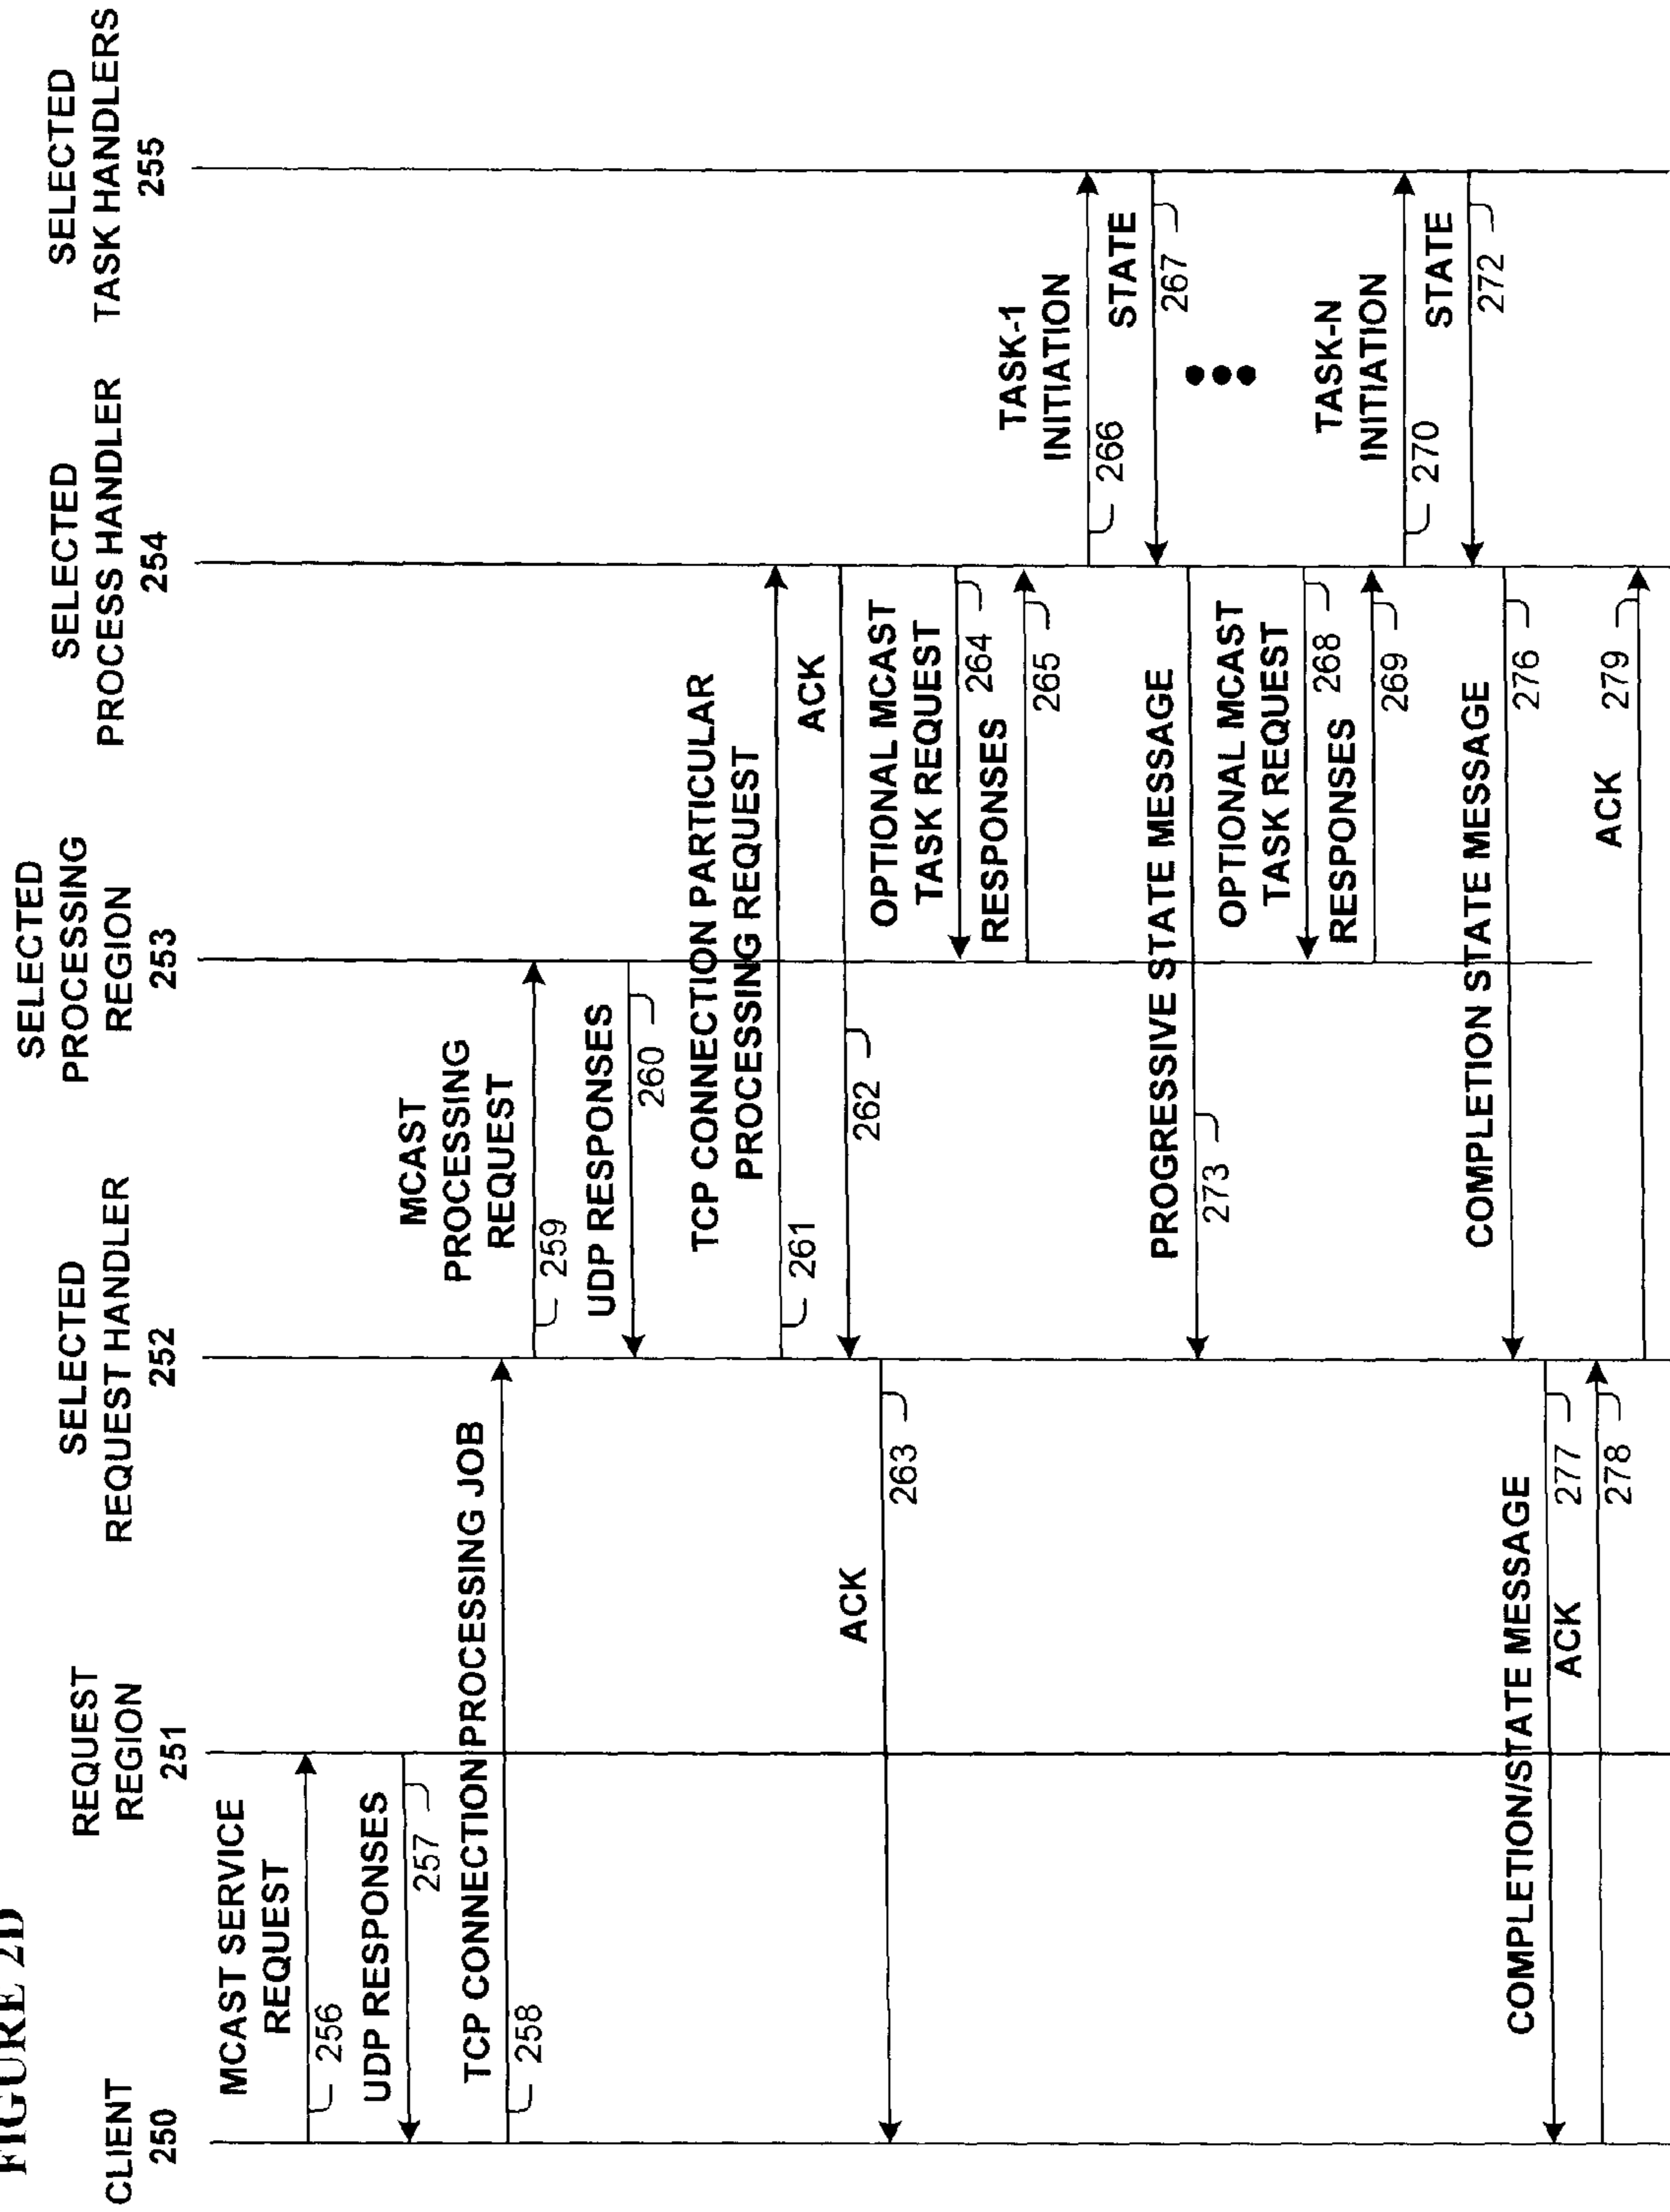 FIGURE 2D
CLIENT
250
REQUEST
REGION
251
SELECTED
REQUEST HANDLER
252
SELECTED
PROCESSING
REGION
253
SELECTED
PROCESS HANDLER
254
SELECTED
TASK HANDLERS
255
MCAST SERVICE
REQUEST
256
UDP RESPONSES
257
TCP CONNECTION PROCESSING JOB
258
MCAST
PROCESSING
REQUEST
259
UDP RESPONSES
260
TCP CONNECTION PARTICULAR
PROCESSING REQUEST
261
ACK
262
ACK
263
OPTIONAL MCAST
TASK REQUEST
264
RESPONSES
265
TASK-1
INITIATION
266
STATE
267
PROGRESSIVE STATE MESSAGE
273
OPTIONAL MCAST
TASK REQUEST
268
RESPONSES
269
TASK-N
INITIATION
270
STATE
272
COMPLETION STATE MESSAGE
276
COMPLETION/STATE MESSAGE
277
ACK
278
ACK
279